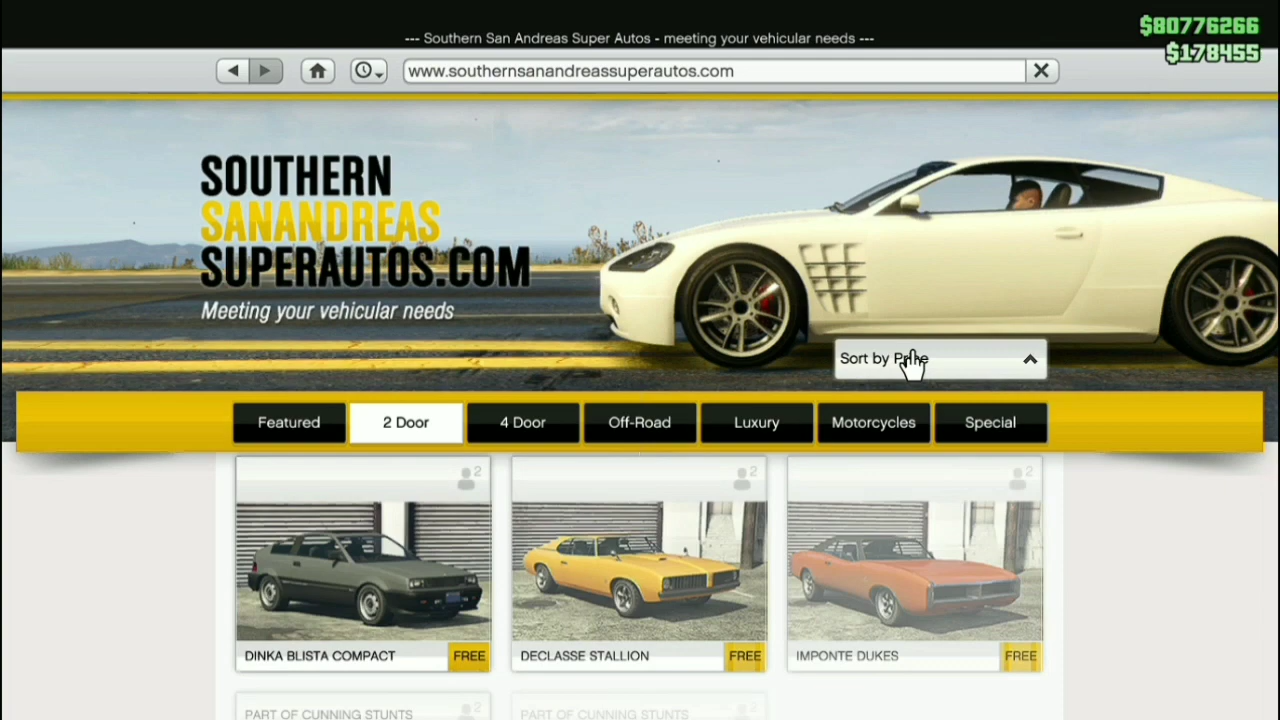 $80776266
--- Southern San Andreas Super Autos - meeting your vehicular needs ---
$178455
www.southernsanandreassuperautos.com
SOUTHERN
SANANDREAS
SUPERAUTOS.COM
Meeting your vehicular needs
Sort by Price
Featured
2 Door
4 Door
Off-Road
Luxury
Motorcycles
Special
2
2
2
DINKA BLISTA COMPACT
FREE
DECLASSE STALLION
FREE
IMPONTE DUKES
FREE
PART OF CUNNING STUNTS
2
PART OF CUNNING STUNTS
2